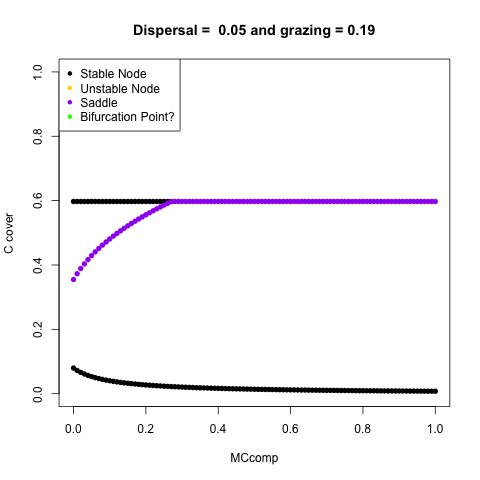 Dispersal =  0.05 and grazing = 0.19
Stable Node
Unstable Node
Saddle
Bifurcation Point?
C cover
1.0
0.8
0.6
0.4
0.2
0.0
0.0 0.2 0.4 0.6 0.8 1.0
MCcomp